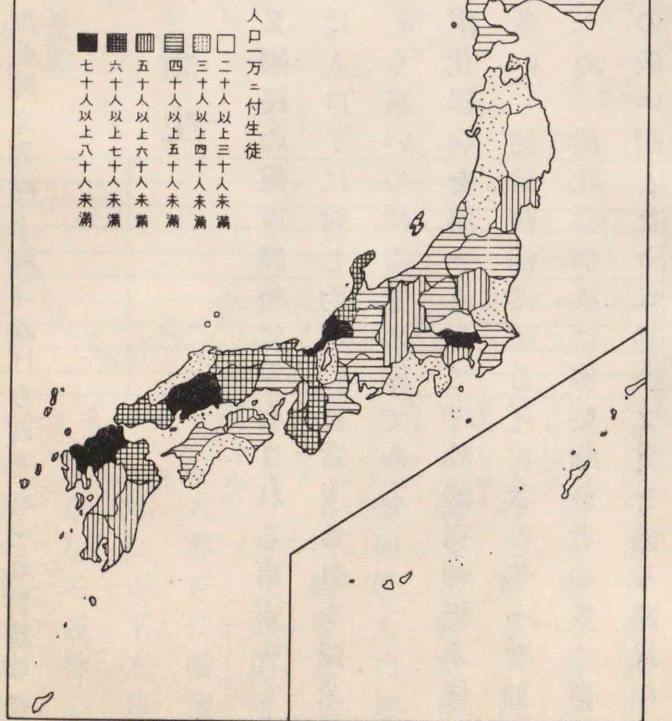 人口一万ニ付生徒
二十人以上三十人未満
三十人以上四十人未満
四十人以上五十人未満
五十人以上六十人未満
六十人以上七十人未満
七十人以上八十人未満